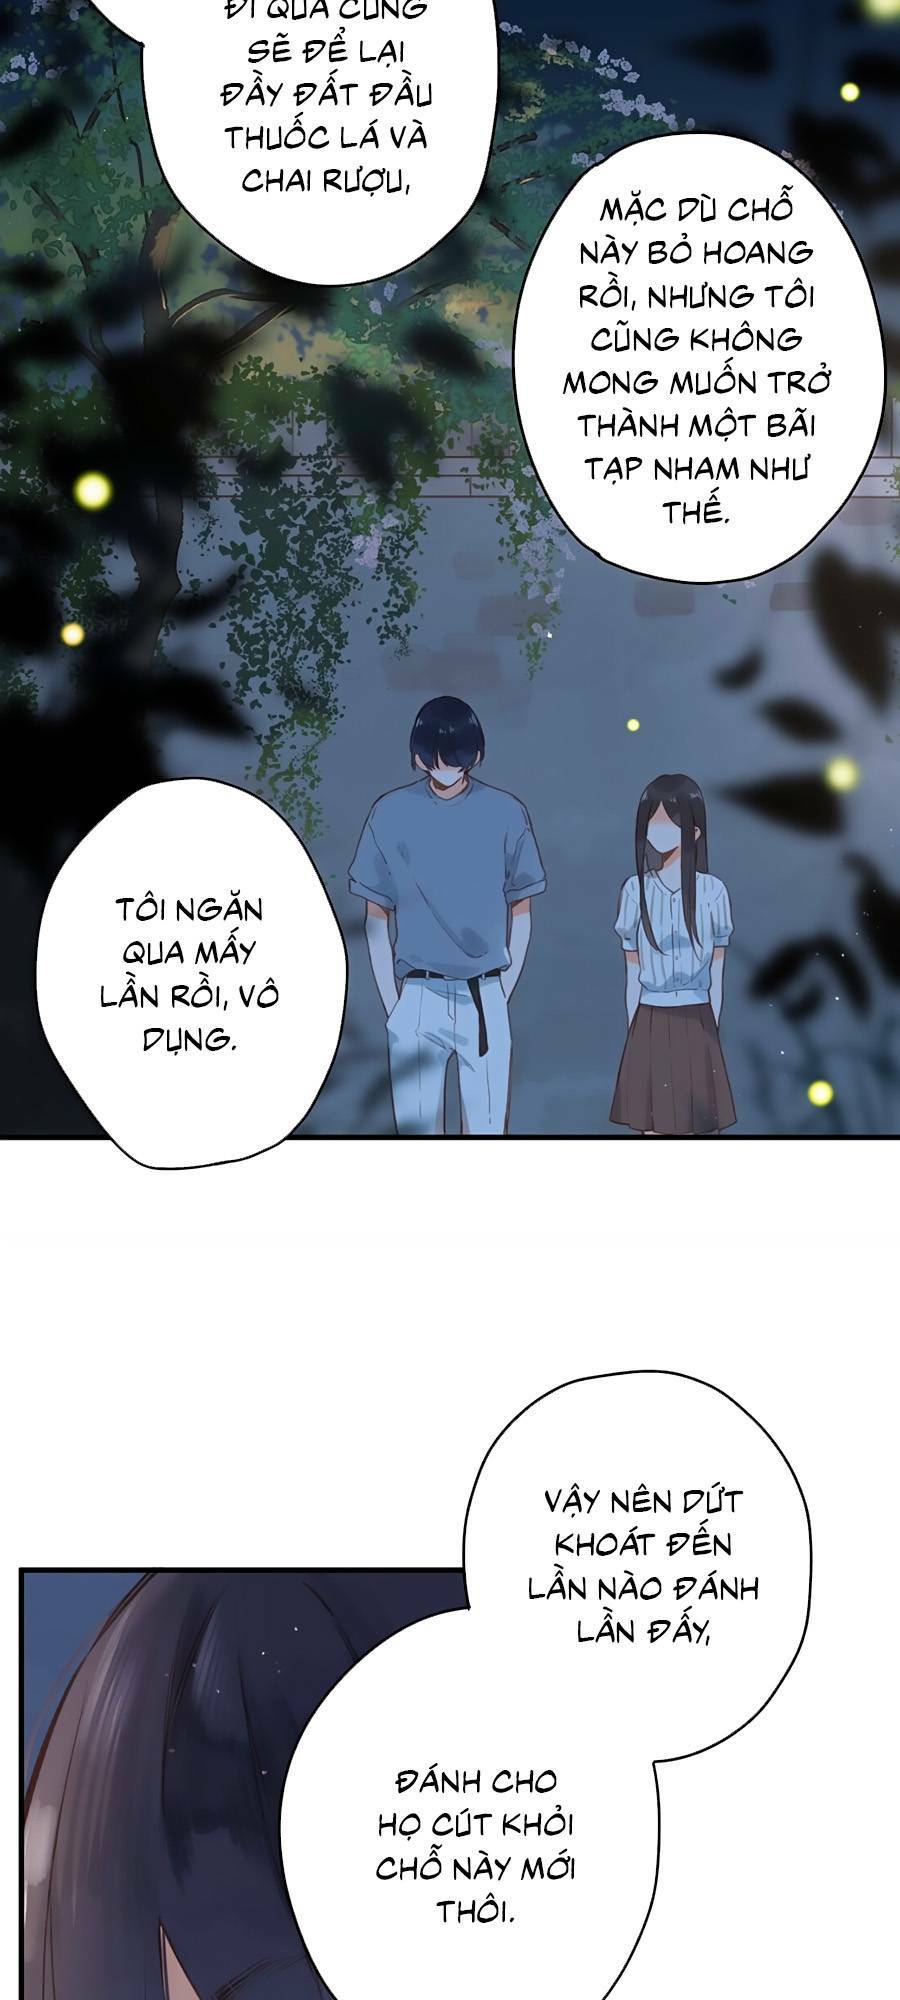 ĐI QUA CŨNG
SẼ ĐỂ LẠI
ĐẦY ĐẤT ĐẦU
THUỐC LÁ VÀ
CHAI RƯỢU,
MẶC DÙ CHỖ
NÀY BỎ HOANG
RỒI, NHƯNG TÔI
CŨNG KHÔNG
MONG MUỐN TRỞ
THÀNH MỘT BÃI
TẠP NHAM NHƯ
THẾ.
TÔI NGĂN
QUA MẤY
LẦN RỒI, VÔ
DỤNG.
VẬY NÊN DỨT
KHOÁT ĐẾN
LẦN NÀO ĐÁNH
LẦN ĐẤY,
ĐÁNH CHO
HỌ CÚT KHỎI
CHỖ NÀY MỚI
THÔI.